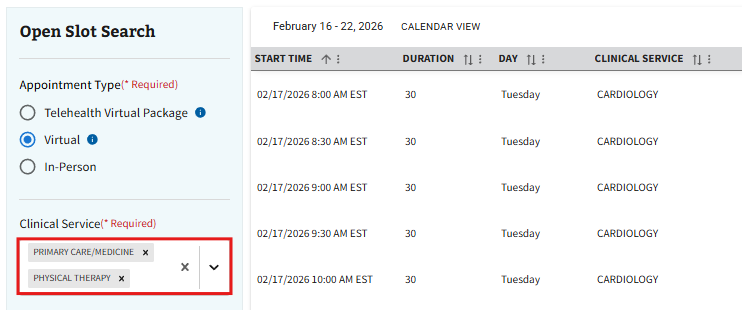 Open Slot Search
Appointment Type(* Required)
Telehealth Virtual Package
Virtual
In-Person
Clinical Service(* Required)
PRIMARY CARE/MEDICINE x
PHYSICAL THERAPY x
February 16 - 22, 2026 CALENDAR VIEW
START TIME DURATION DAY CLINICAL SERVICE
02/17/2026 8:00 AM EST 30 Tuesday CARDIOLOGY
02/17/2026 8:30 AM EST 30 Tuesday CARDIOLOGY
02/17/2026 9:00 AM EST 30 Tuesday CARDIOLOGY
02/17/2026 9:30 AM EST 30 Tuesday CARDIOLOGY
02/17/2026 10:00 AM EST 30 Tuesday CARDIOLOGY